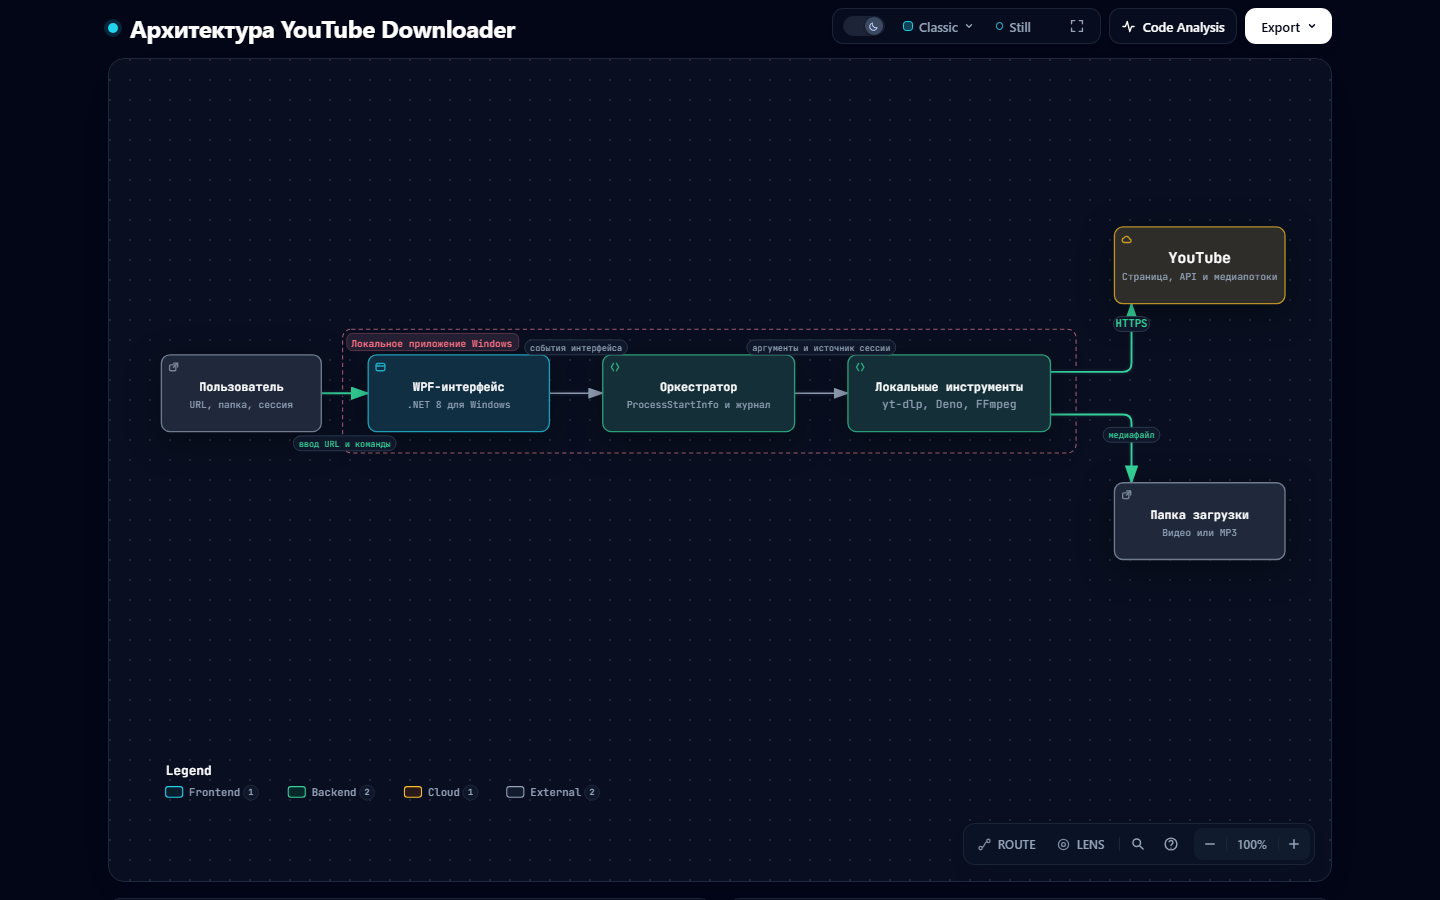 Архитектура YouTube Downloader
Classic
Still
Code Analysis
Export
YouTube
Страница, API и медиапотоки
HTTPS
Локальное приложение Windows
события интерфейса
аргументы и источник сессии
Пользователь
URL, папка, сессия
WPF-интерфейс
.NET 8 для Windows
Оркестратор
ProcessStartInfo и журнал
Локальные инструменты
yt-dlp, Deno, FFmpeg
ввод URL и команды
медиафайл
Папка загрузки
Видео или MP3
Legend
Frontend 1
Backend 2
Cloud 1
External 2
ROUTE
LENS
100%